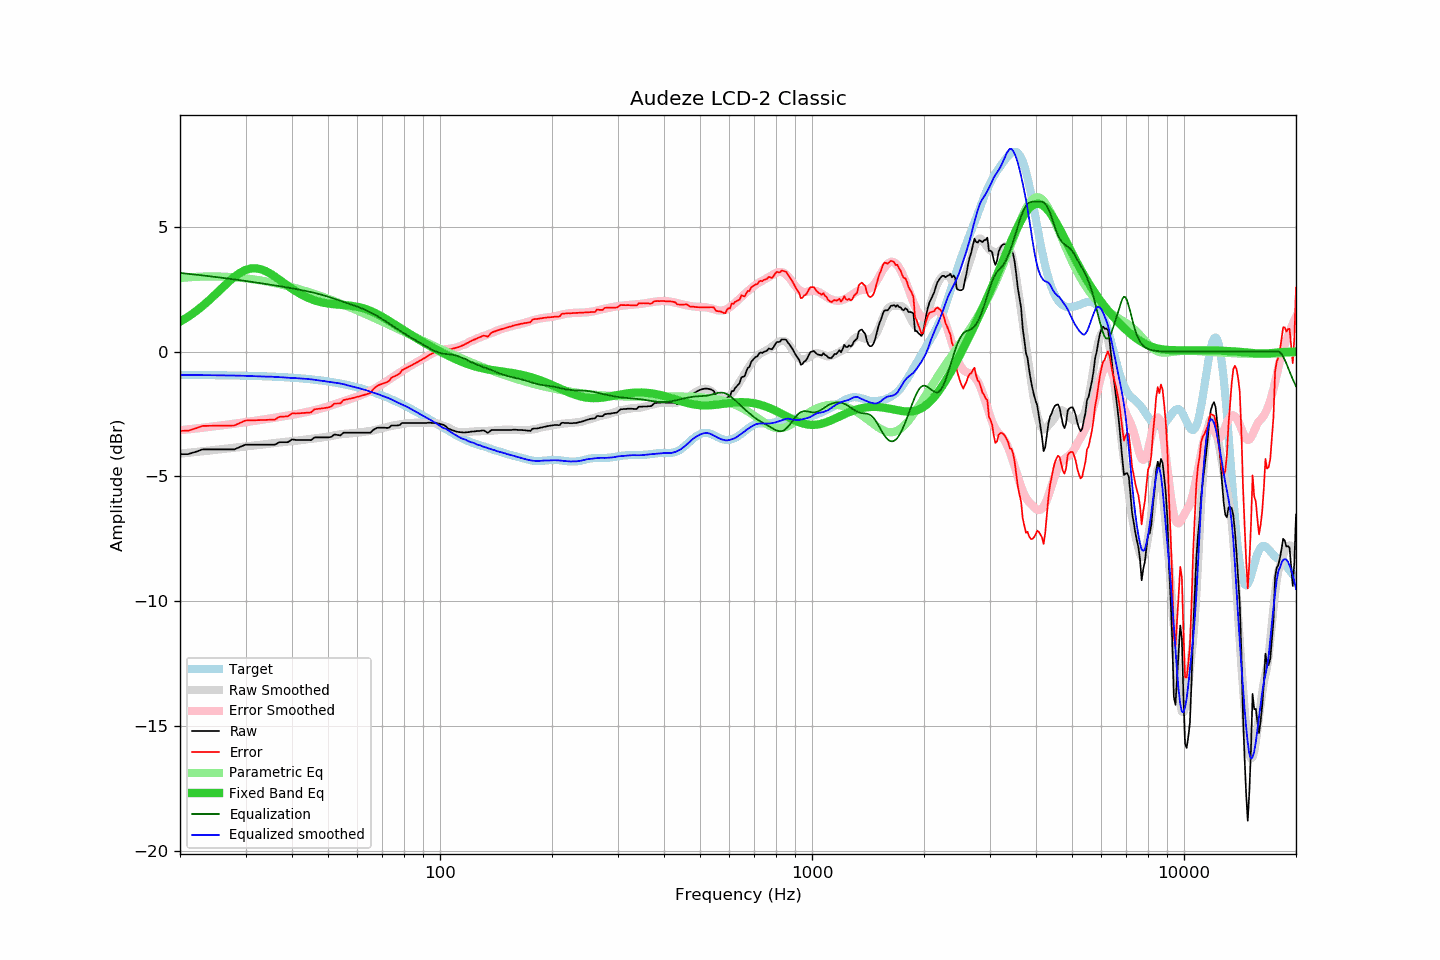 Audeze LCD-2 Classic
Amplitude (dBr)
5
0
−5
−10
−15
−20
Target
Raw Smoothed
Error Smoothed
Raw
Error
Parametric Eq
Fixed Band Eq
Equalization
Equalized smoothed
100
1000
10000
Frequency (Hz)